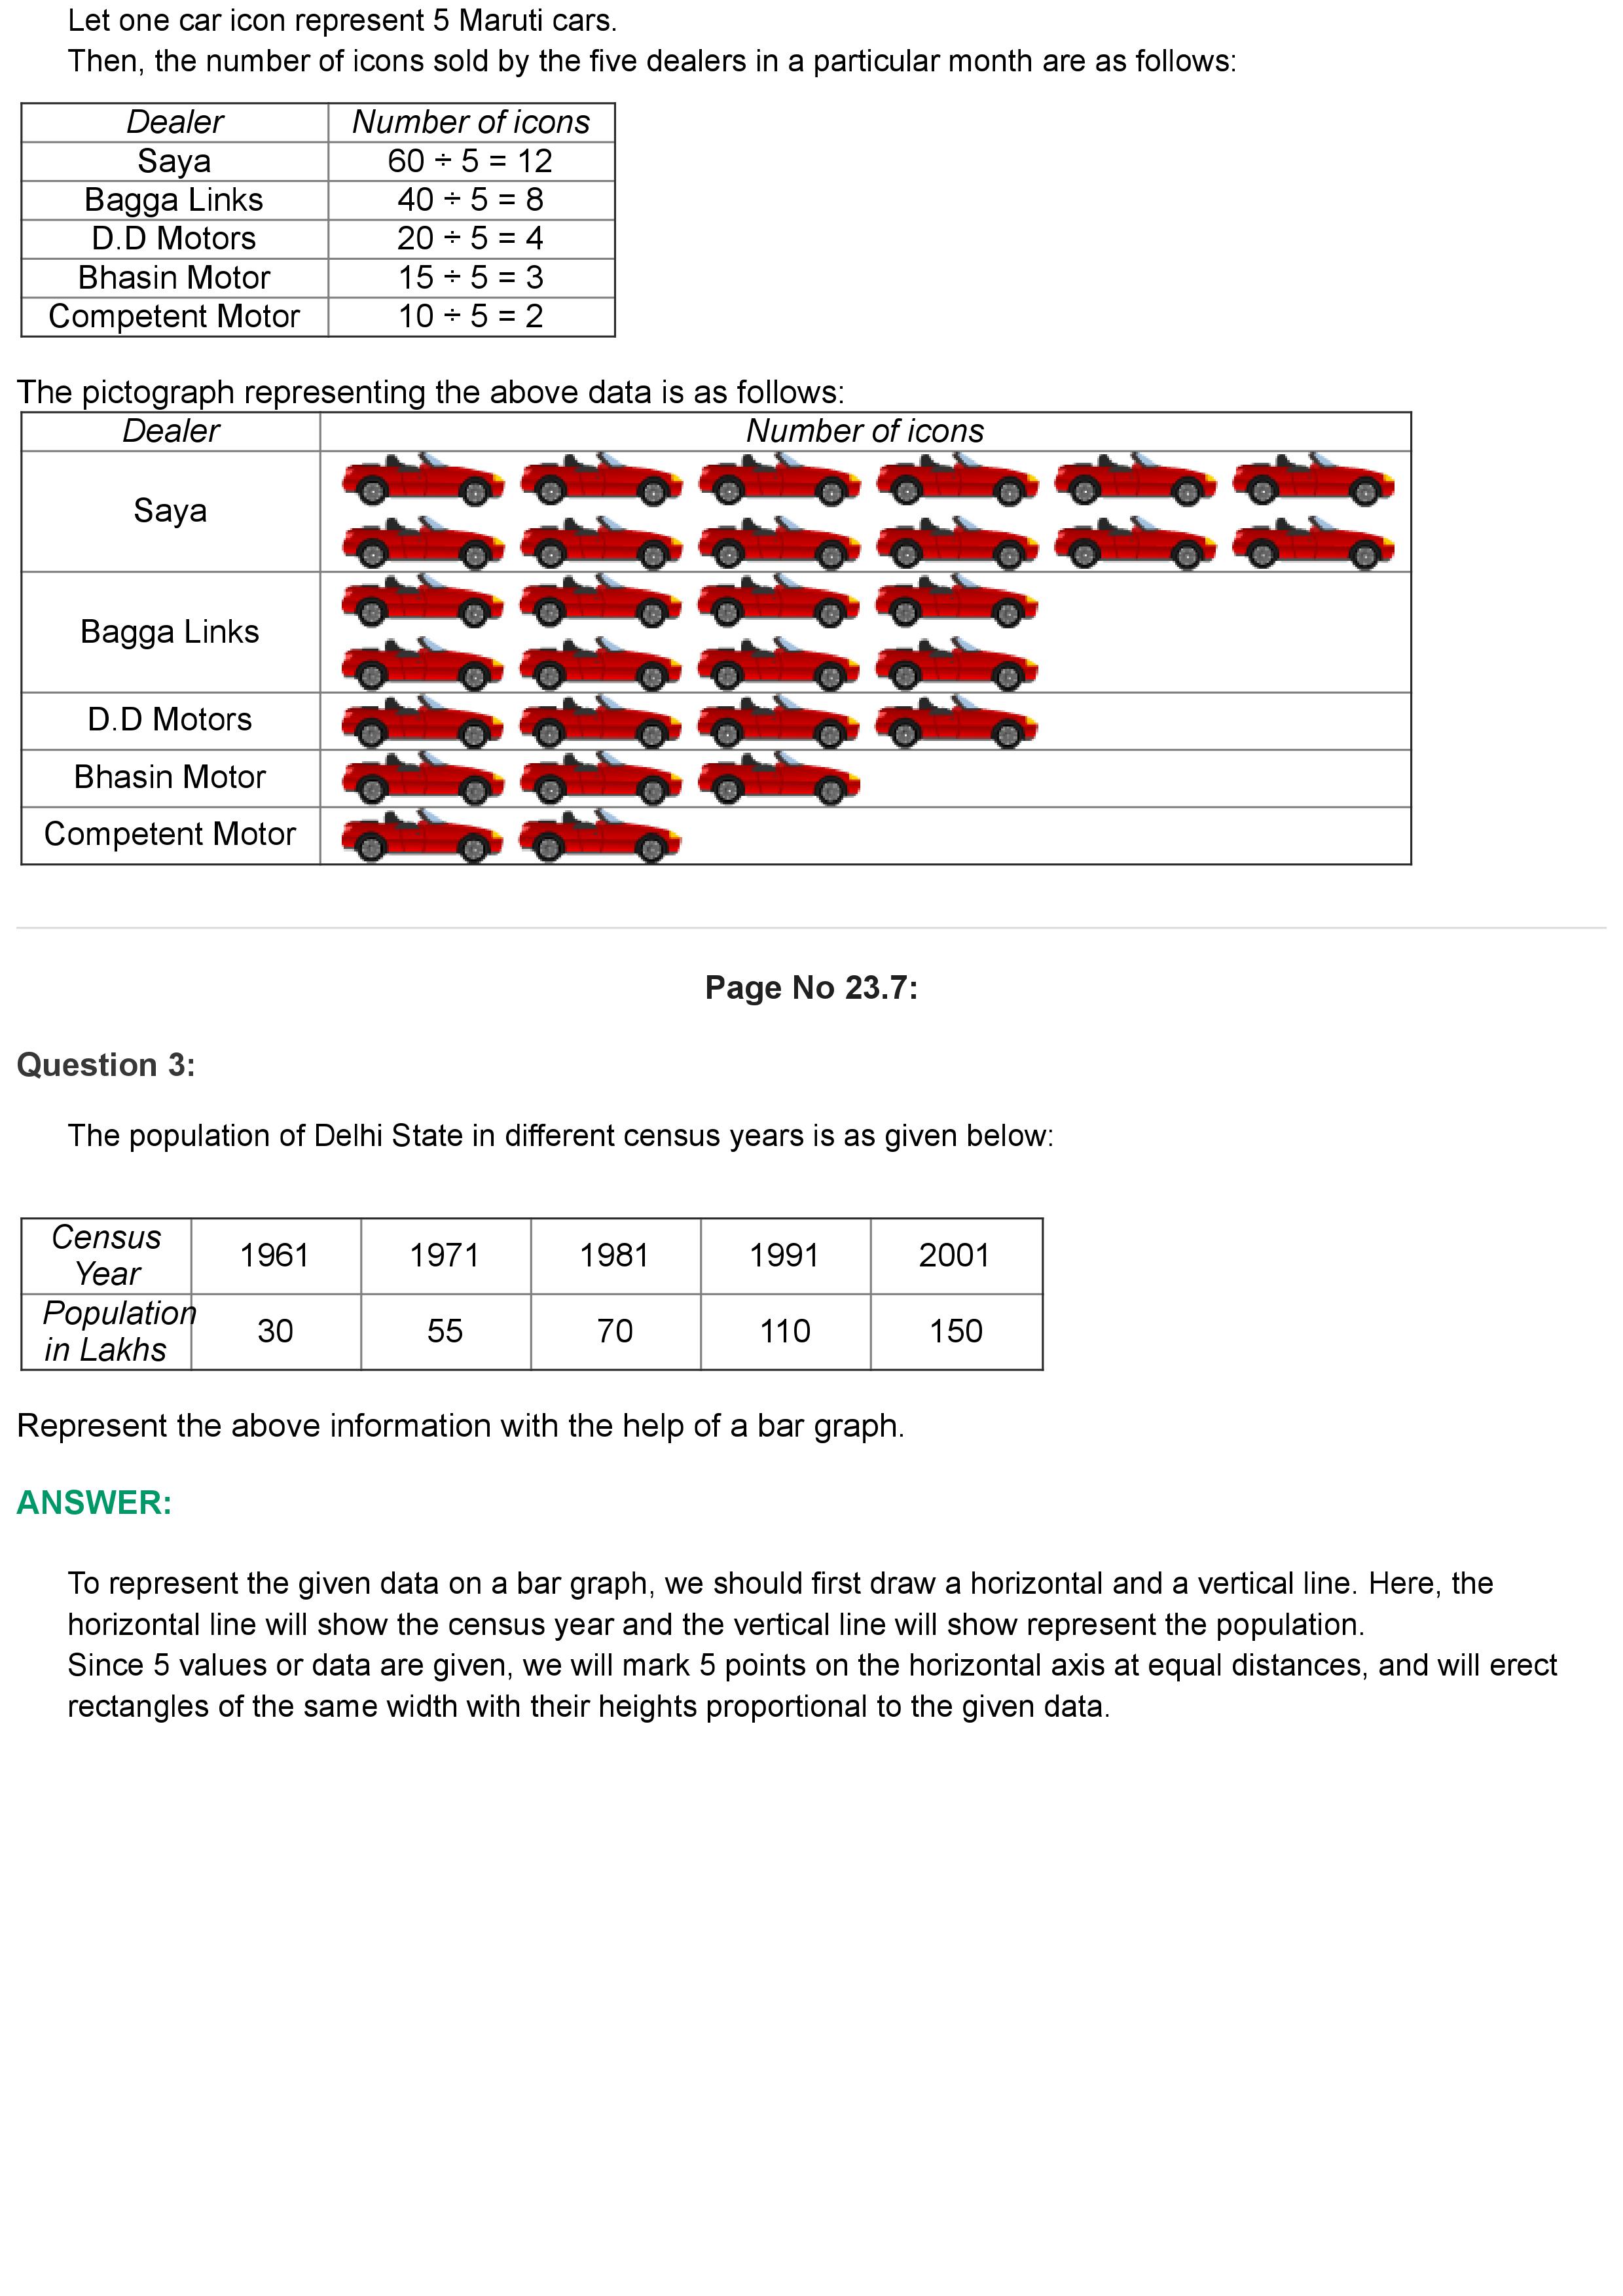 Let one car icon represent 5 Maruti cars.
Then, the number of icons sold by the five dealers in a particular month are as follows:
Dealer Number of icons
Saya 60 ÷ 5 = 12
Bagga Links 40 ÷ 5 = 8
D.D Motors 20 ÷ 5 = 4
Bhasin Motor 15 ÷ 5 = 3
Competent Motor 10 ÷ 5 = 2
The pictograph representing the above data is as follows:
Dealer Number of icons
Saya
Bagga Links
D.D Motors
Bhasin Motor
Competent Motor
Page No 23.7:
Question 3:
The population of Delhi State in different census years is as given below:
Census
Year 1961 1971 1981 1991 2001
Population
in Lakhs 30 55 70 110 150
Represent the above information with the help of a bar graph.
ANSWER:
To represent the given data on a bar graph, we should first draw a horizontal and a vertical line. Here, the
horizontal line will show the census year and the vertical line will show represent the population.
Since 5 values or data are given, we will mark 5 points on the horizontal axis at equal distances, and will erect
rectangles of the same width with their heights proportional to the given data.